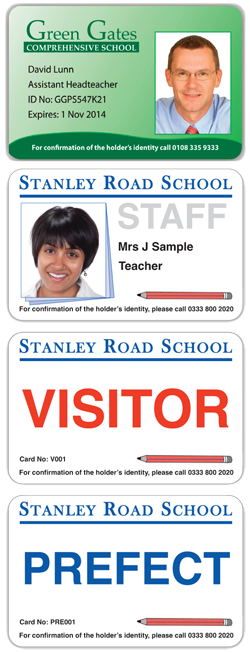 Green Gates
COMPREHENSIVE SCHOOL
David Lunn
Assistant Headteacher
ID No: GGPS547K21
Expires: 1 Nov 2014
For confirmation of the holder's identity call 0108 335 9333
STANLEY ROAD SCHOOL
STAFF
Mrs J Sample
Teacher
For confirmation of the holder's identity, please call 0333 800 2020
STANLEY ROAD SCHOOL
VISITOR
Card No: V001
For confirmation of the holder's identity, please call 0333 800 2020
STANLEY ROAD SCHOOL
PREFECT
Card No: PRE001
For confirmation of the holder's identity, please call 0333 800 2020